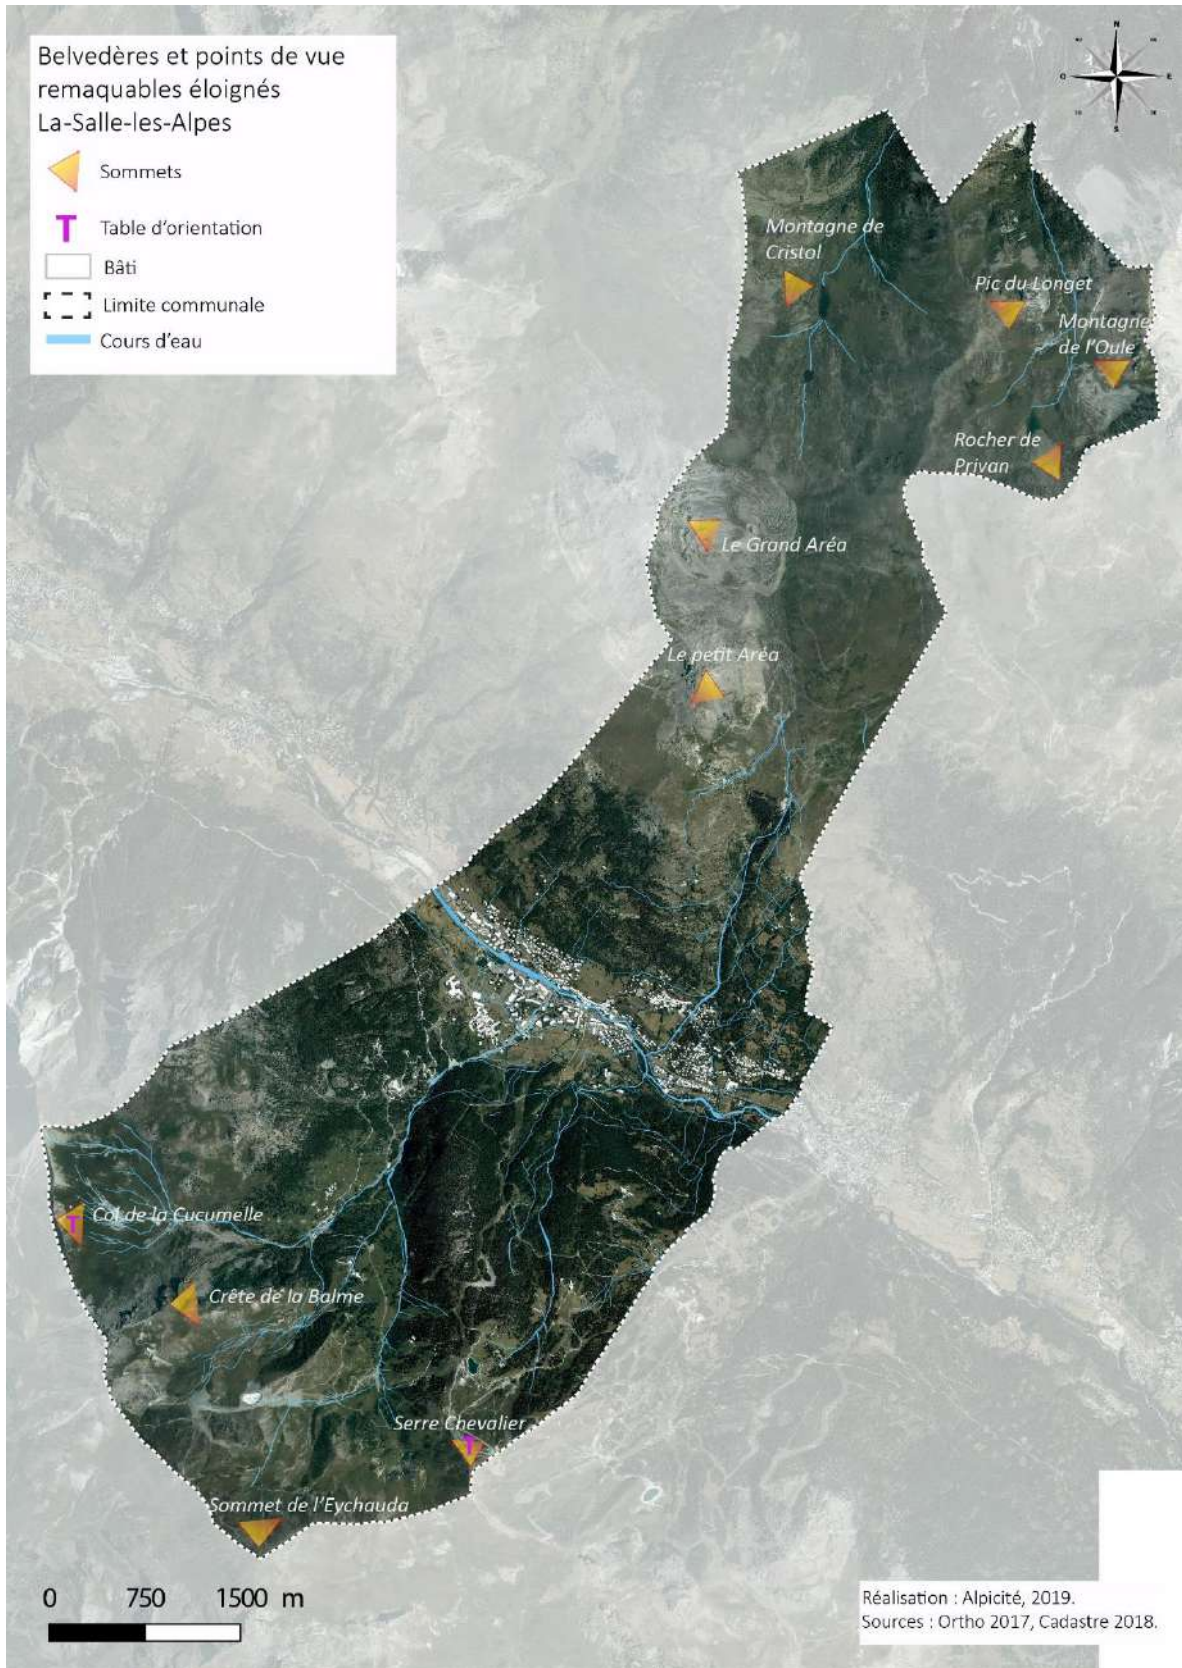 Belvedères et points de vue
remaquables éloignés
La-Salle-les-Alpes
Sommets
T Table d'orientation
Bâti
Limite communale
Cours d'eau
N
O
E
S
Montagne de
Cristol
Pic du Longet
Montagne
de l'Oule
Rocher de
Privan
Le Grand Aréa
Le petit Aréa
T
Col de la Cucumelle
Crête de la Balme
Serre Chevalier
T
Sommet de l'Eychauda
0 750 1500 m
Réalisation : Alpicité, 2019.
Sources : Ortho 2017, Cadastre 2018.